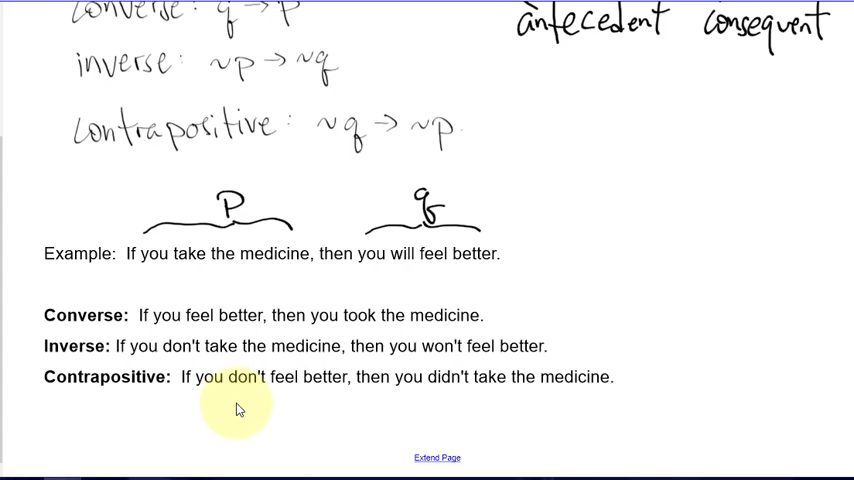 converse: q → p
antecedent consequent
inverse: ~p → ~q
contrapositive: ~q → ~p.
p q
Example: If you take the medicine, then you will feel better.
Converse: If you feel better, then you took the medicine.
Inverse: If you don't take the medicine, then you won't feel better.
Contrapositive: If you don't feel better, then you didn't take the medicine.
Extend Page